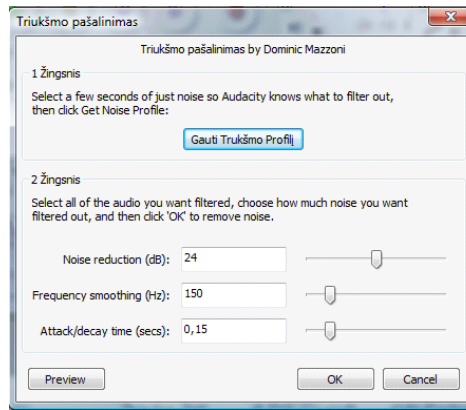 Triukšmo pašalinimas
Triukšmo pašalinimas by Dominic Mazzoni
1 Žingsnis
Select a few seconds of just noise so Audacity knows what to filter out,
then click Get Noise Profile:
Gauti Trukšmo Profilį
2 Žingsnis
Select all of the audio you want filtered, choose how much noise you want
filtered out, and then click 'OK' to remove noise.
Noise reduction (dB): 24
Frequency smoothing (Hz): 150
Attack/decay time (secs): 0,15
Preview OK Cancel